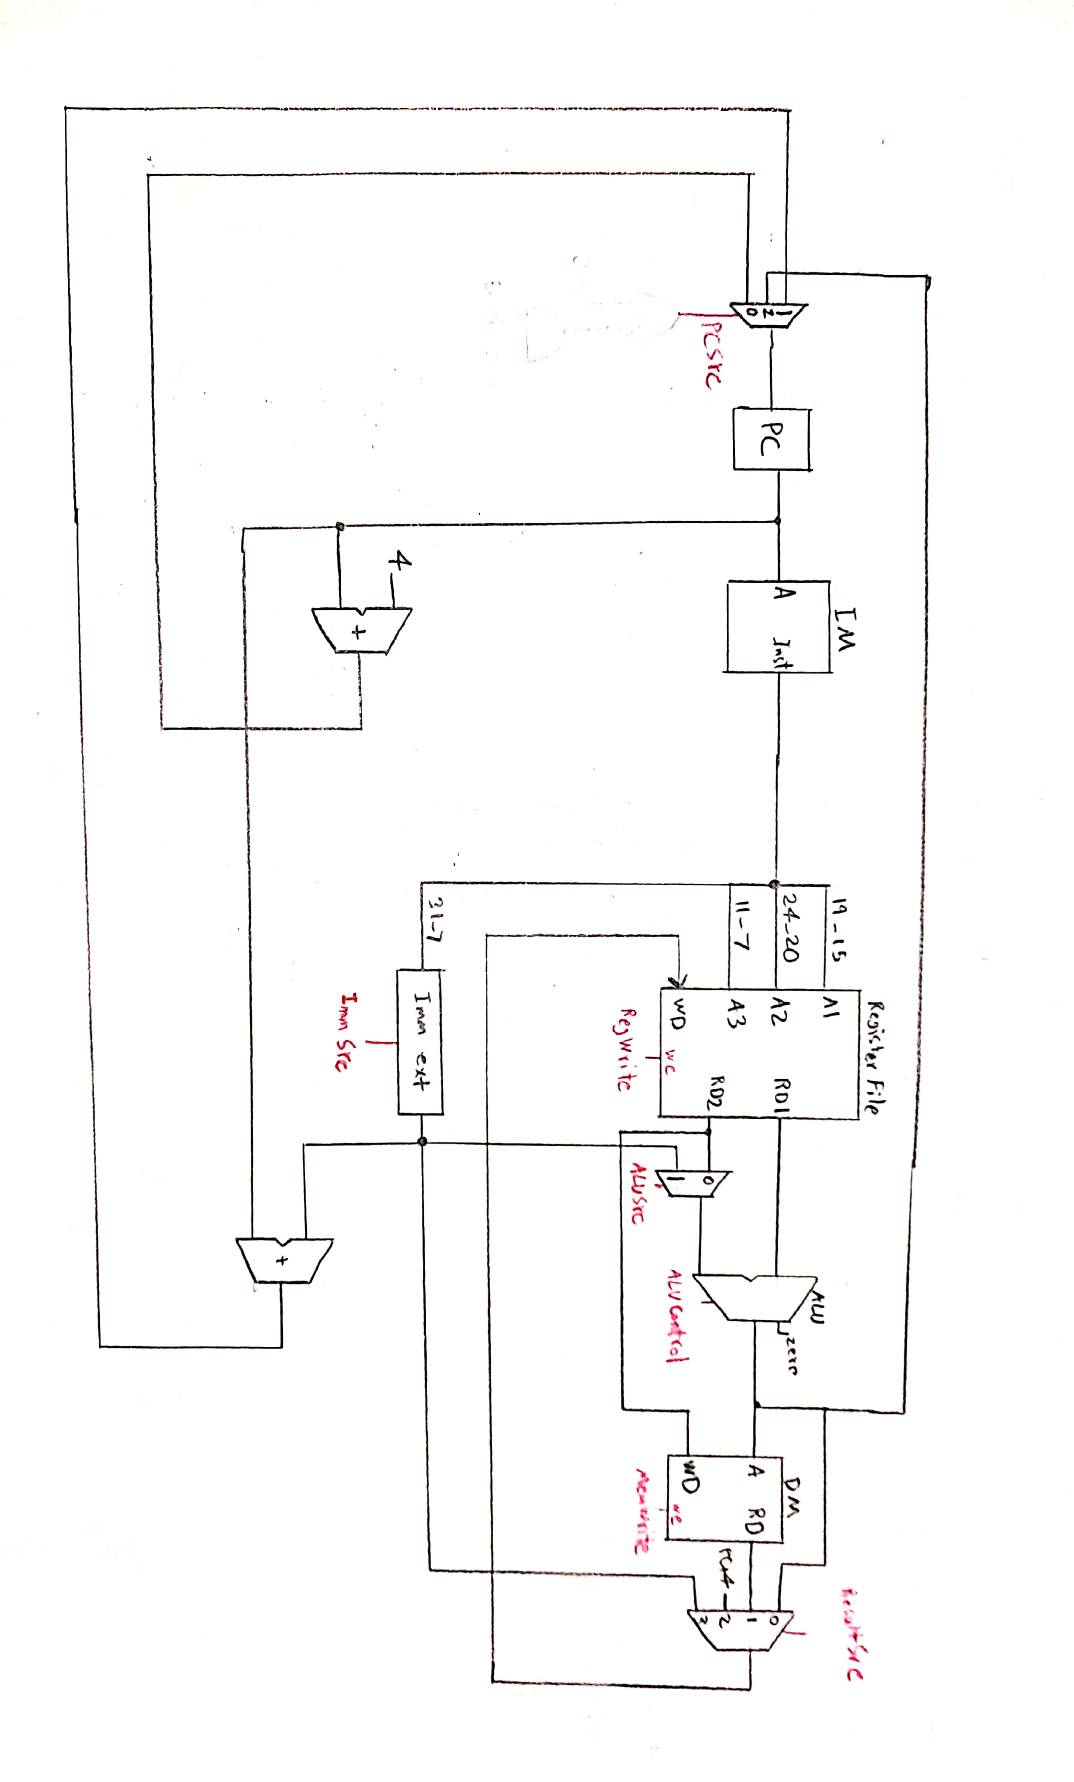 Register File
ResultSrc
IM
19-15
A1
ALU
24-20
zero
DM
1
2
0
PC
A
Inst
A2
RD1
0
A
RD
1
11-7
A3
PC+4
2
PCSrc
RD2
0
3
WD
1
ALUControl
WD
we
we
ALUSrc
MemWrite
RegWrite
31-7
Imm ext
4
+
Imm Src
+